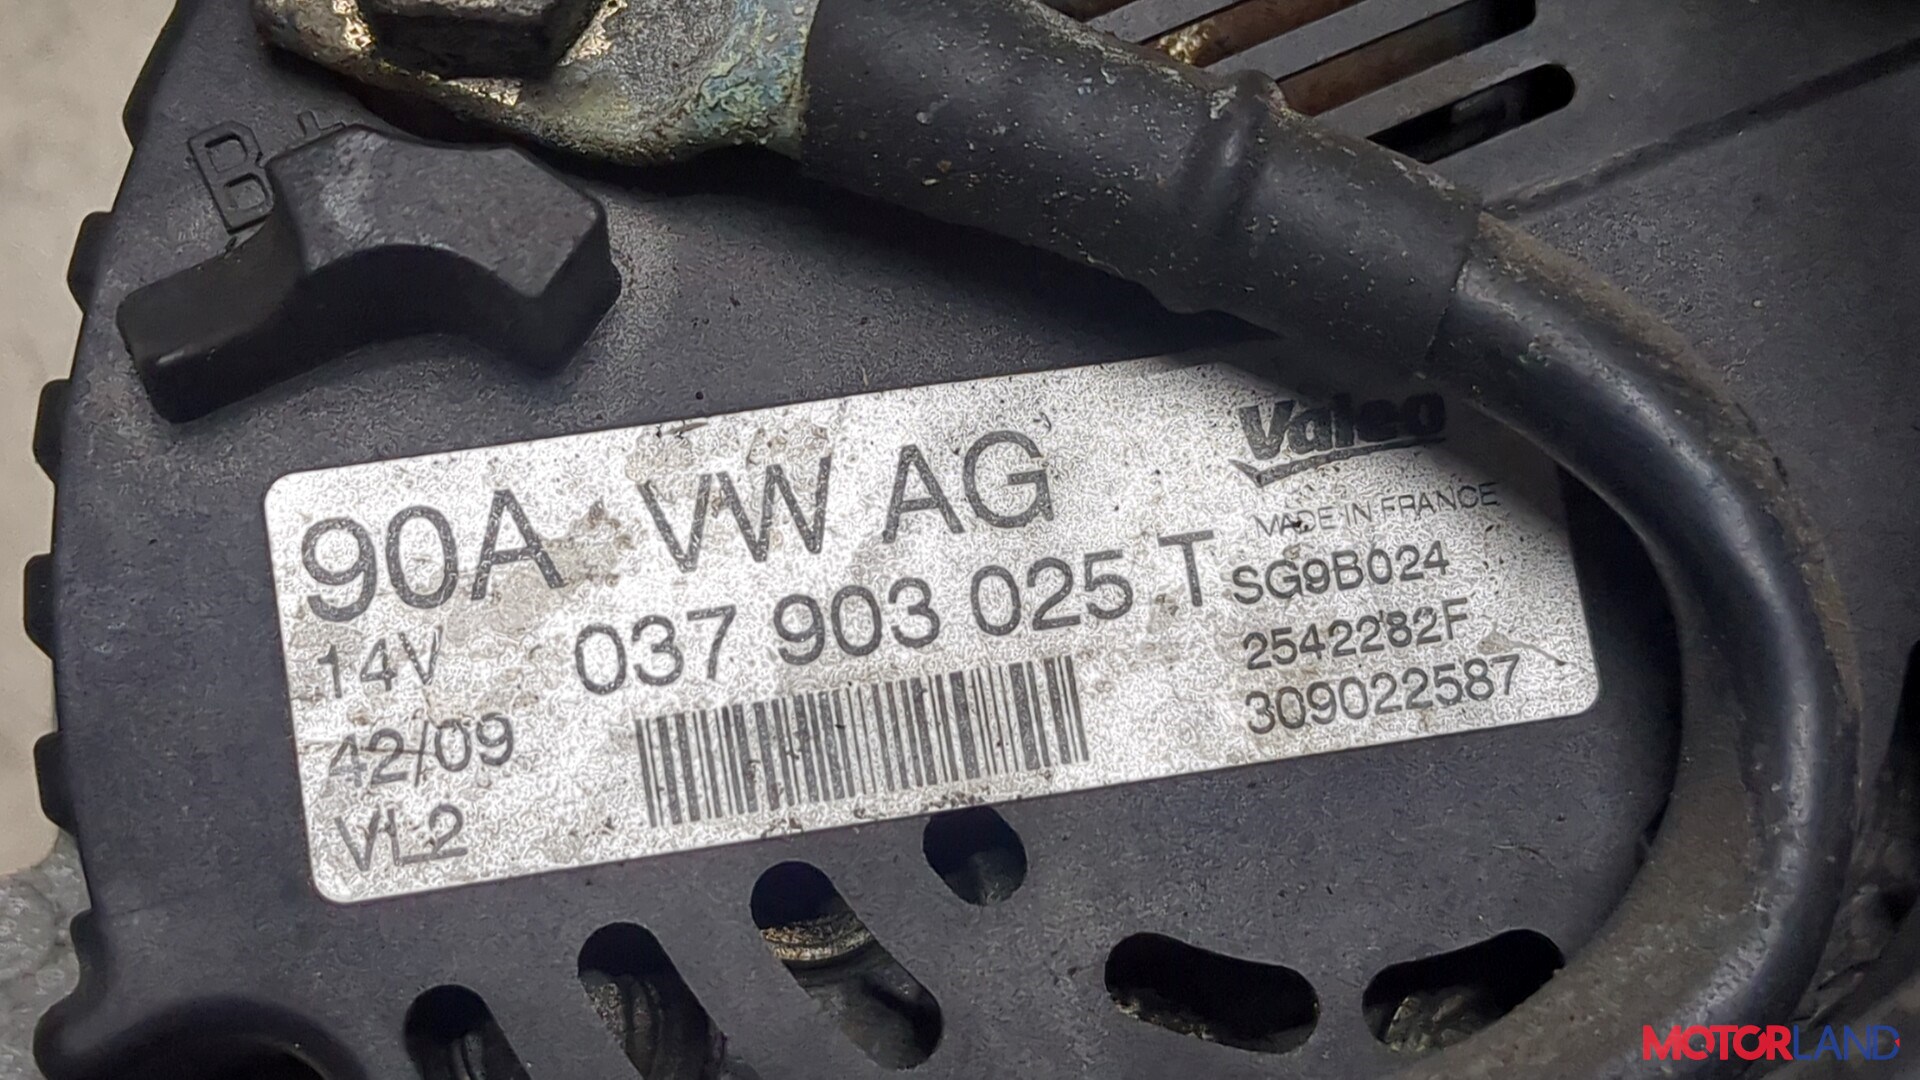 B+
90A VW AG
Valeo
MADE IN FRANCE
037 903 025 T
SG9B024
14V
2542282F
42/09
309022587
VL2
MOTORLAND